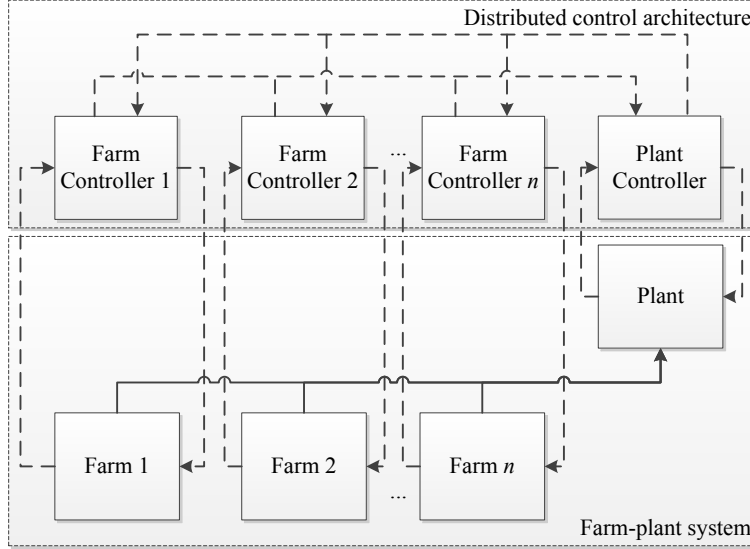 Distributed control architecture
Farm
Controller 1
Farm
Controller 2
...
Farm
Controller n
Plant
Controller
Plant
Farm 1
Farm 2
...
Farm n
Farm-plant system